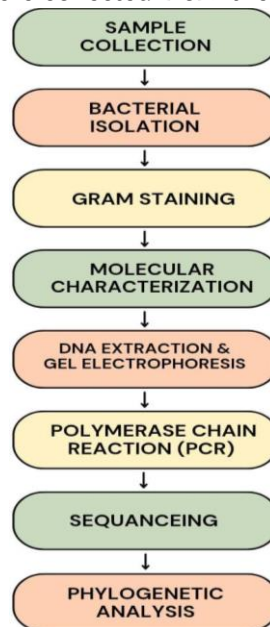 SAMPLE
COLLECTION
BACTERIAL
ISOLATION
GRAM STAINING
MOLECULAR
CHARACTERIZATION
DNA EXTRACTION &
GEL ELECTROPHORESIS
POLYMERASE CHAIN
REACTION (PCR)
SEQUANCEING
PHYLOGENETIC
ANALYSIS